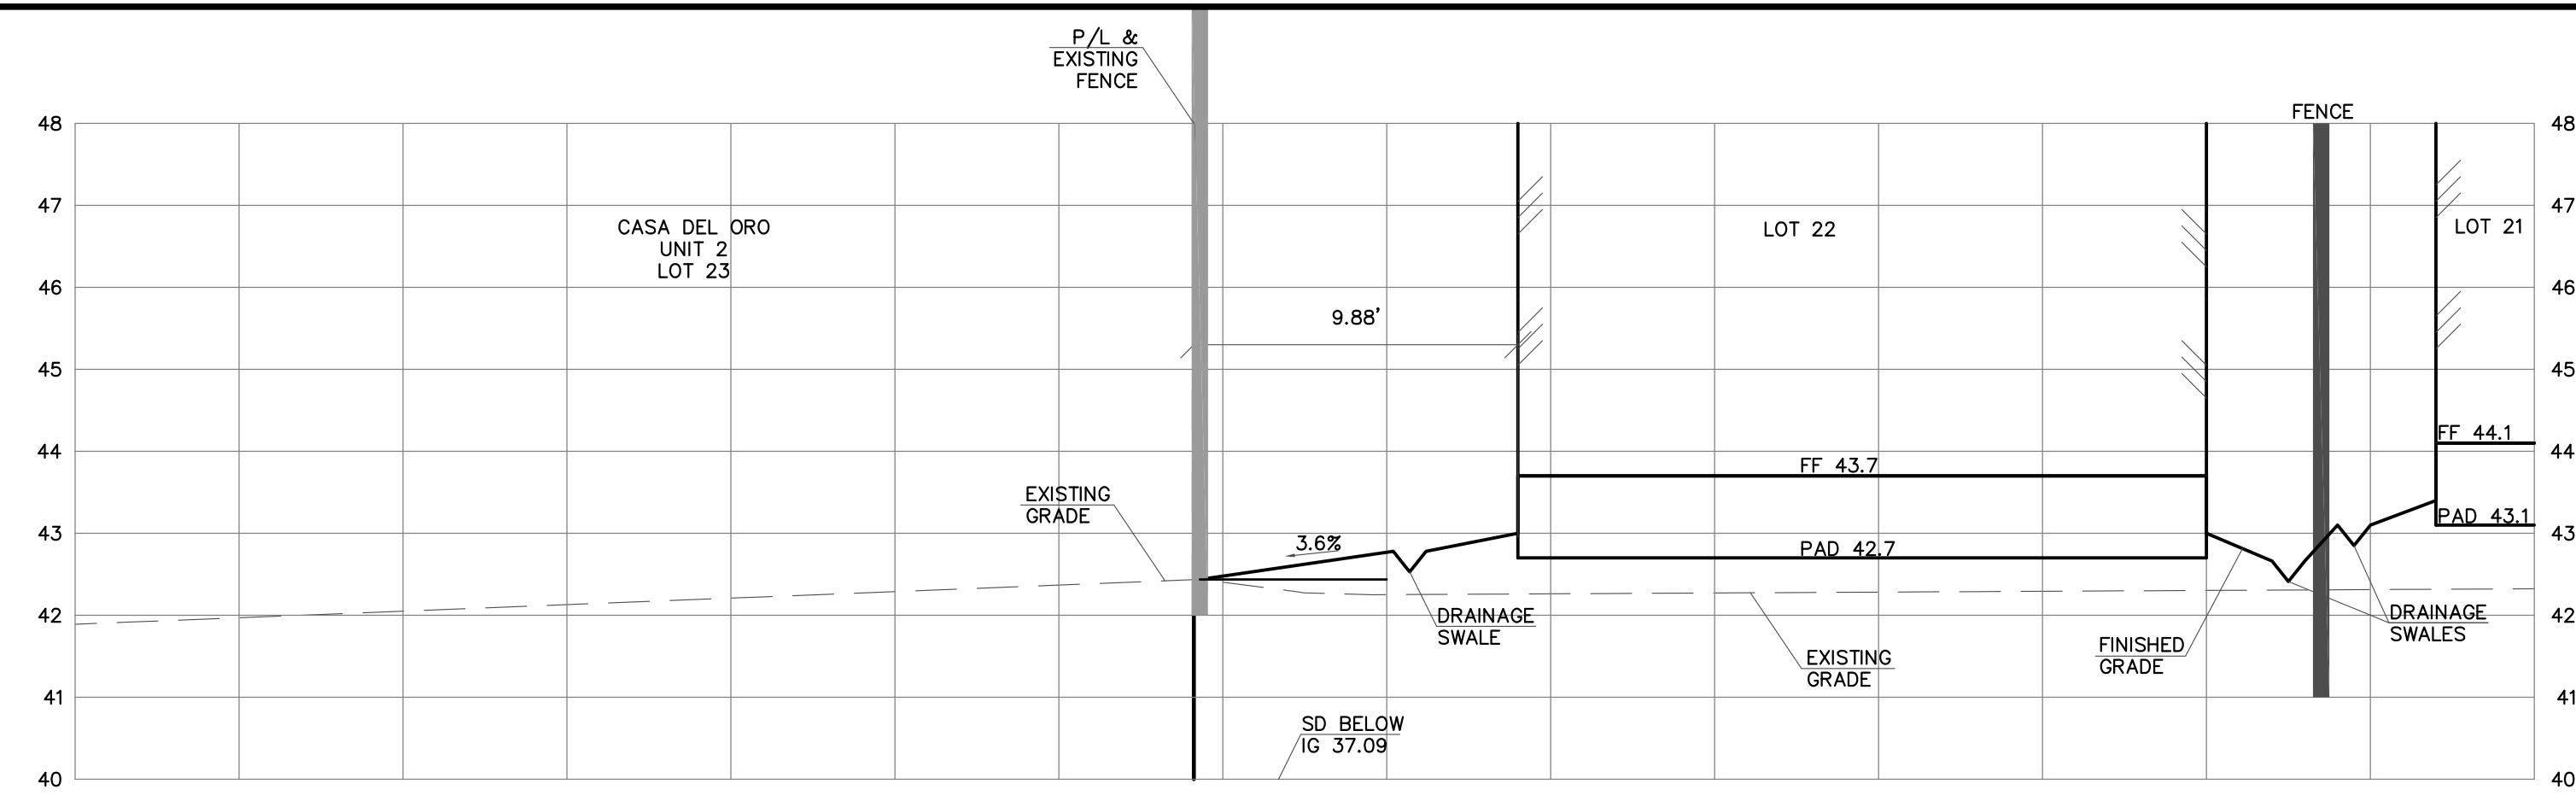 P/L &
EXISTING
FENCE
FENCE
48
48
47
47
46
46
45
45
44
44
43
43
42
42
41
41
40
40
CASA DEL ORO
UNIT 2
LOT 23
LOT 22
LOT 21
9.88'
FF 44.1
FF 43.7
EXISTING
GRADE
3.6%
PAD 43.1
PAD 42.7
DRAINAGE
SWALE
DRAINAGE
SWALES
FINISHED
GRADE
EXISTING
GRADE
SD BELOW
IG 37.09